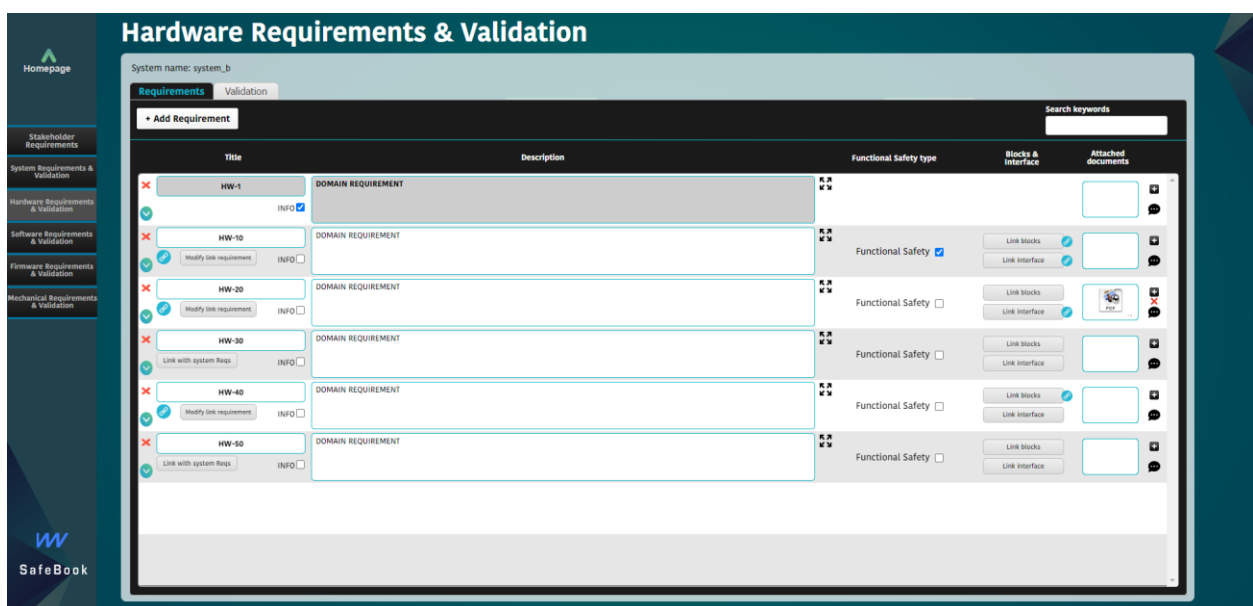 Hardware Requirements & Validation
Homepage
System name: system_b
Requirements
Validation
+ Add Requirement
Search keywords
Stakeholder
Requirements
System Requirements &
Validation
Hardware Requirements
& Validation
Software Requirements
& Validation
Firmware Requirements
& Validation
Mechanical Requirements
& Validation
Title
Description
Functional Safety type
Blocks &
Interface
Attached
documents
HW-1
DOMAIN REQUIREMENT
INFO
HW-10
DOMAIN REQUIREMENT
Modify link requirement
INFO
Functional Safety
Link blocks
Link interface
HW-20
DOMAIN REQUIREMENT
Modify link requirement
INFO
Functional Safety
Link blocks
Link interface
PDF
HW-30
DOMAIN REQUIREMENT
Link with system Reqs
INFO
Functional Safety
Link blocks
Link interface
HW-40
DOMAIN REQUIREMENT
Modify link requirement
INFO
Functional Safety
Link blocks
Link interface
HW-50
DOMAIN REQUIREMENT
Link with system Reqs
INFO
Functional Safety
Link blocks
Link interface
SafeBook